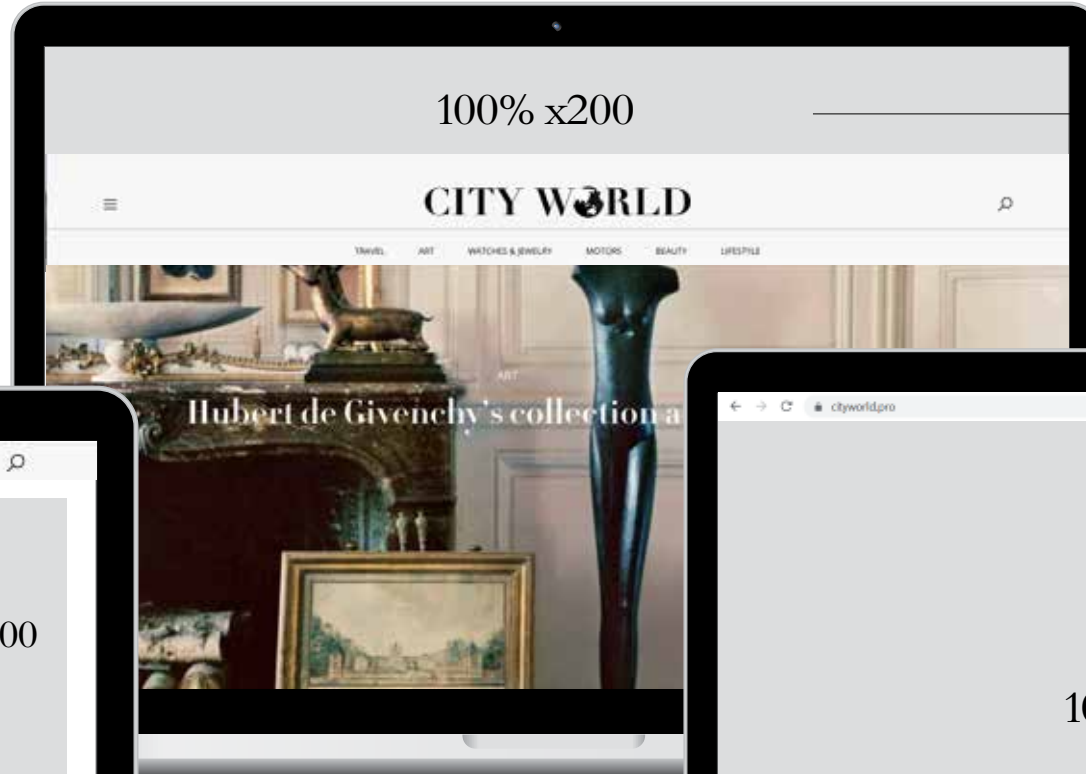 100% x200
CITY WORLD
TRAVEL ART WATCHES & JEWELRY MOTORS BEAUTY LIFESTYLE
ART
Hubert de Givenchy's collection a
cityworld.pro
00
10